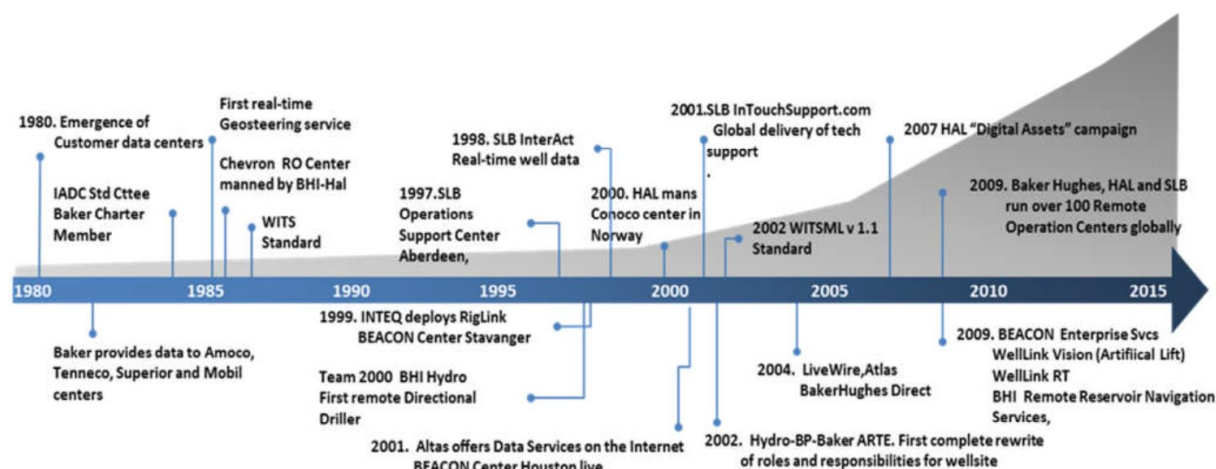 1980. Emergence of
Customer data centers
IADC Std Cttee
Baker Charter
Member
First real-time
Geosteering service
Chevron RO Center
manned by BHI-Hal
WITS
Standard
1997.SLB
Operations
Support Center
Aberdeen,
1998. SLB InterAct
Real-time well data
2000. HAL mans
Conoco center in
Norway
2001.SLB InTouchSupport.com
Global delivery of tech
support
.
2002 WITSML v 1.1
Standard
2007 HAL “Digital Assets” campaign
2009. Baker Hughes, HAL and SLB
run over 100 Remote
Operation Centers globally
1980 1985 1990 1995 2000 2005 2010 2015
Baker provides data to Amoco,
Tenneco, Superior and Mobil
centers
1999. INTEQ deploys RigLink
BEACON Center Stavanger
Team 2000 BHI Hydro
First remote Directional
Driller
2001. Altas offers Data Services on the Internet
BEACON Center Houston live
2002. Hydro-BP-Baker ARTE. First complete rewrite
of roles and responsibilities for wellsite
2004. LiveWire,Atlas
BakerHughes Direct
2009. BEACON Enterprise Svcs
WellLink Vision (Artifiical Lift)
WellLink RT
BHI Remote Reservoir Navigation
Services,